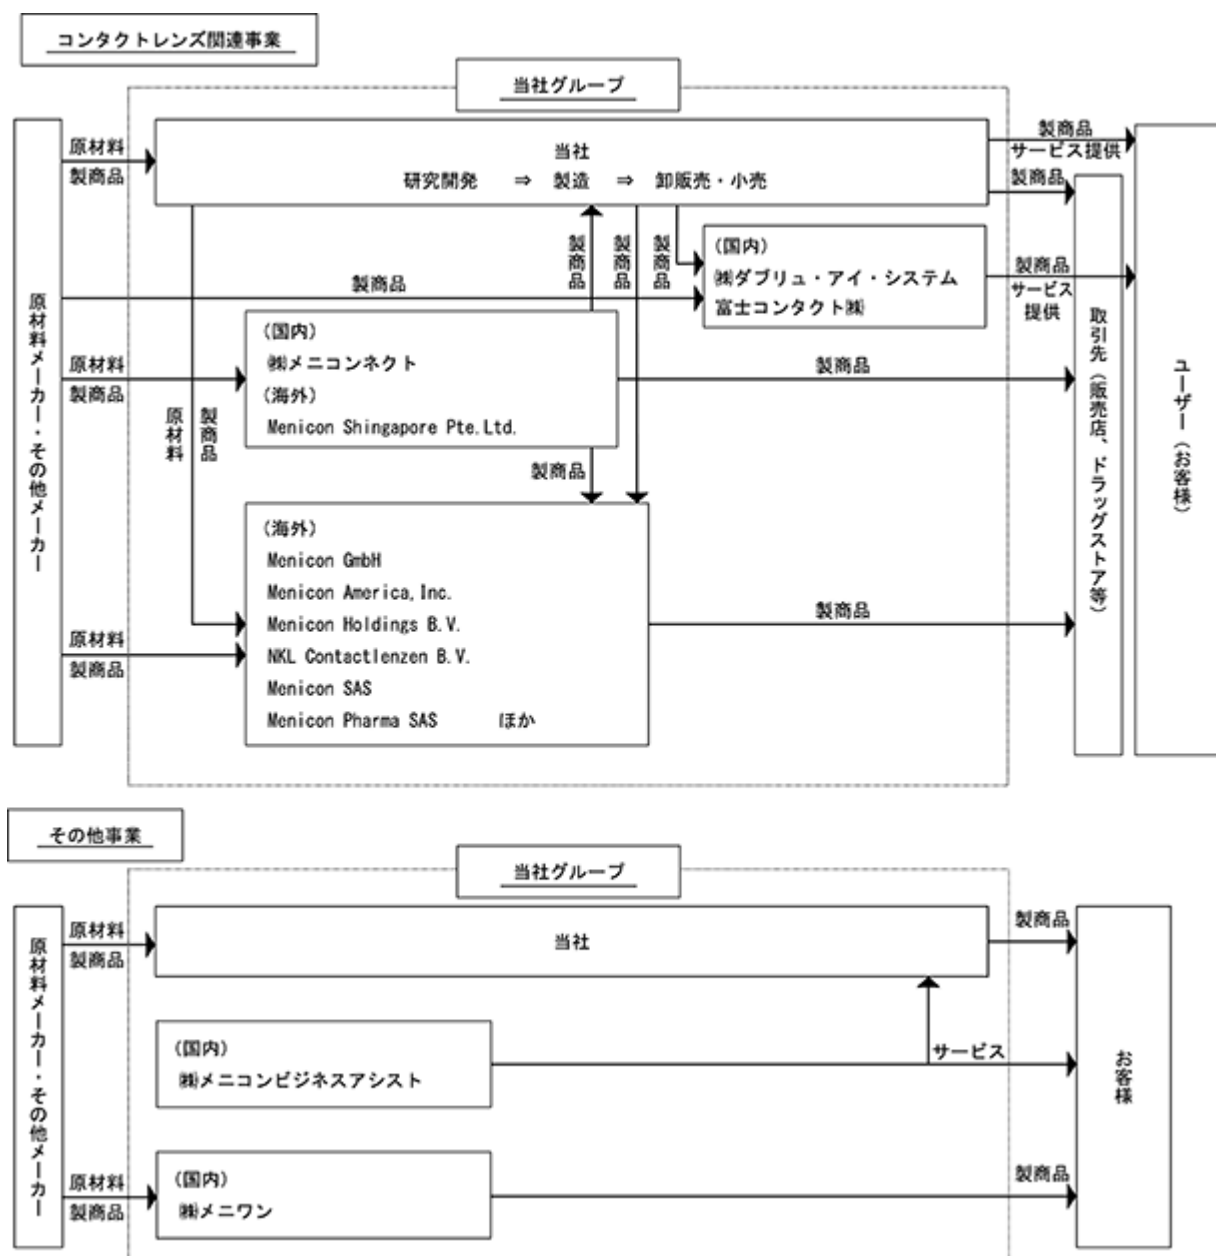 コンタクトレンズ関連事業
当社グループ
原材料メーカー・その他メーカー
原材料
製商品
当社
研究開発 ⇒ 製造 ⇒ 卸販売・小売
製商品
サービス提供
製商品
製商品
製商品
製商品
(国内)
㈱ダブリュ・アイ・システム
富士コンタクト㈱
製商品
サービス
提供
製商品
(国内)
㈱メニコンネクト
(海外)
Menicon Shingapore Pte.Ltd.
原材料
製商品
製商品
原材料
製商品
製商品
(海外)
Menicon GmbH
Menicon America,Inc.
Menicon Holdings B.V.
NKL Contactlenzen B.V.
Menicon SAS
Menicon Pharma SAS ほか
原材料
製商品
製商品
取引先(販売店、ドラッグストア等)
ユーザー(お客様)
その他事業
当社グループ
原材料メーカー・その他メーカー
原材料
製商品
当社
製商品
(国内)
㈱メニコンビジネスアシスト
サービス
お客様
原材料
製商品
(国内)
㈱メニワン
製商品